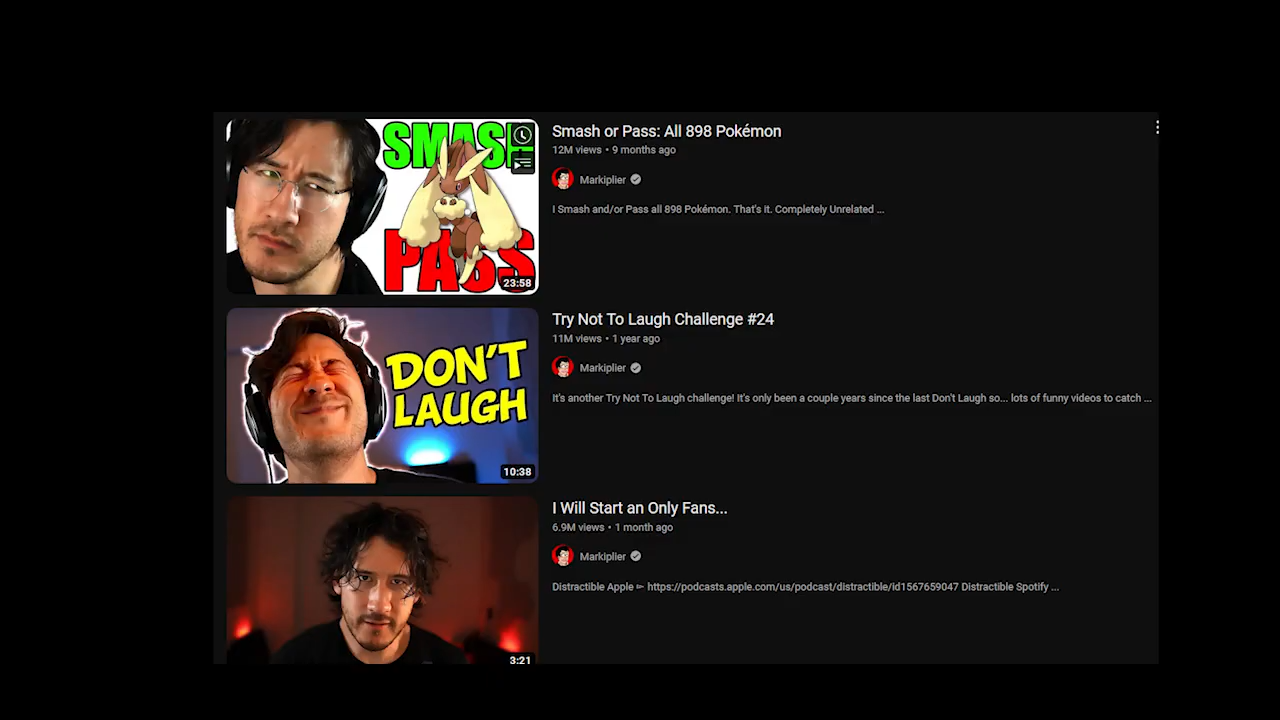 SMASH
PASS
23:58
Smash or Pass: All 898 Pokémon
12M views • 9 months ago
Markiplier
I Smash and/or Pass all 898 Pokémon. That's it. Completely Unrelated ...
DON'T
LAUGH
10:38
Try Not To Laugh Challenge #24
11M views • 1 year ago
Markiplier
It's another Try Not To Laugh challenge! It's only been a couple years since the last Don't Laugh so... lots of funny videos to catch ...
3:21
I Will Start an Only Fans...
6.9M views • 1 month ago
Markiplier
Distractible Apple ► https://podcasts.apple.com/us/podcast/distractible/id1567659047 Distractible Spotify ...